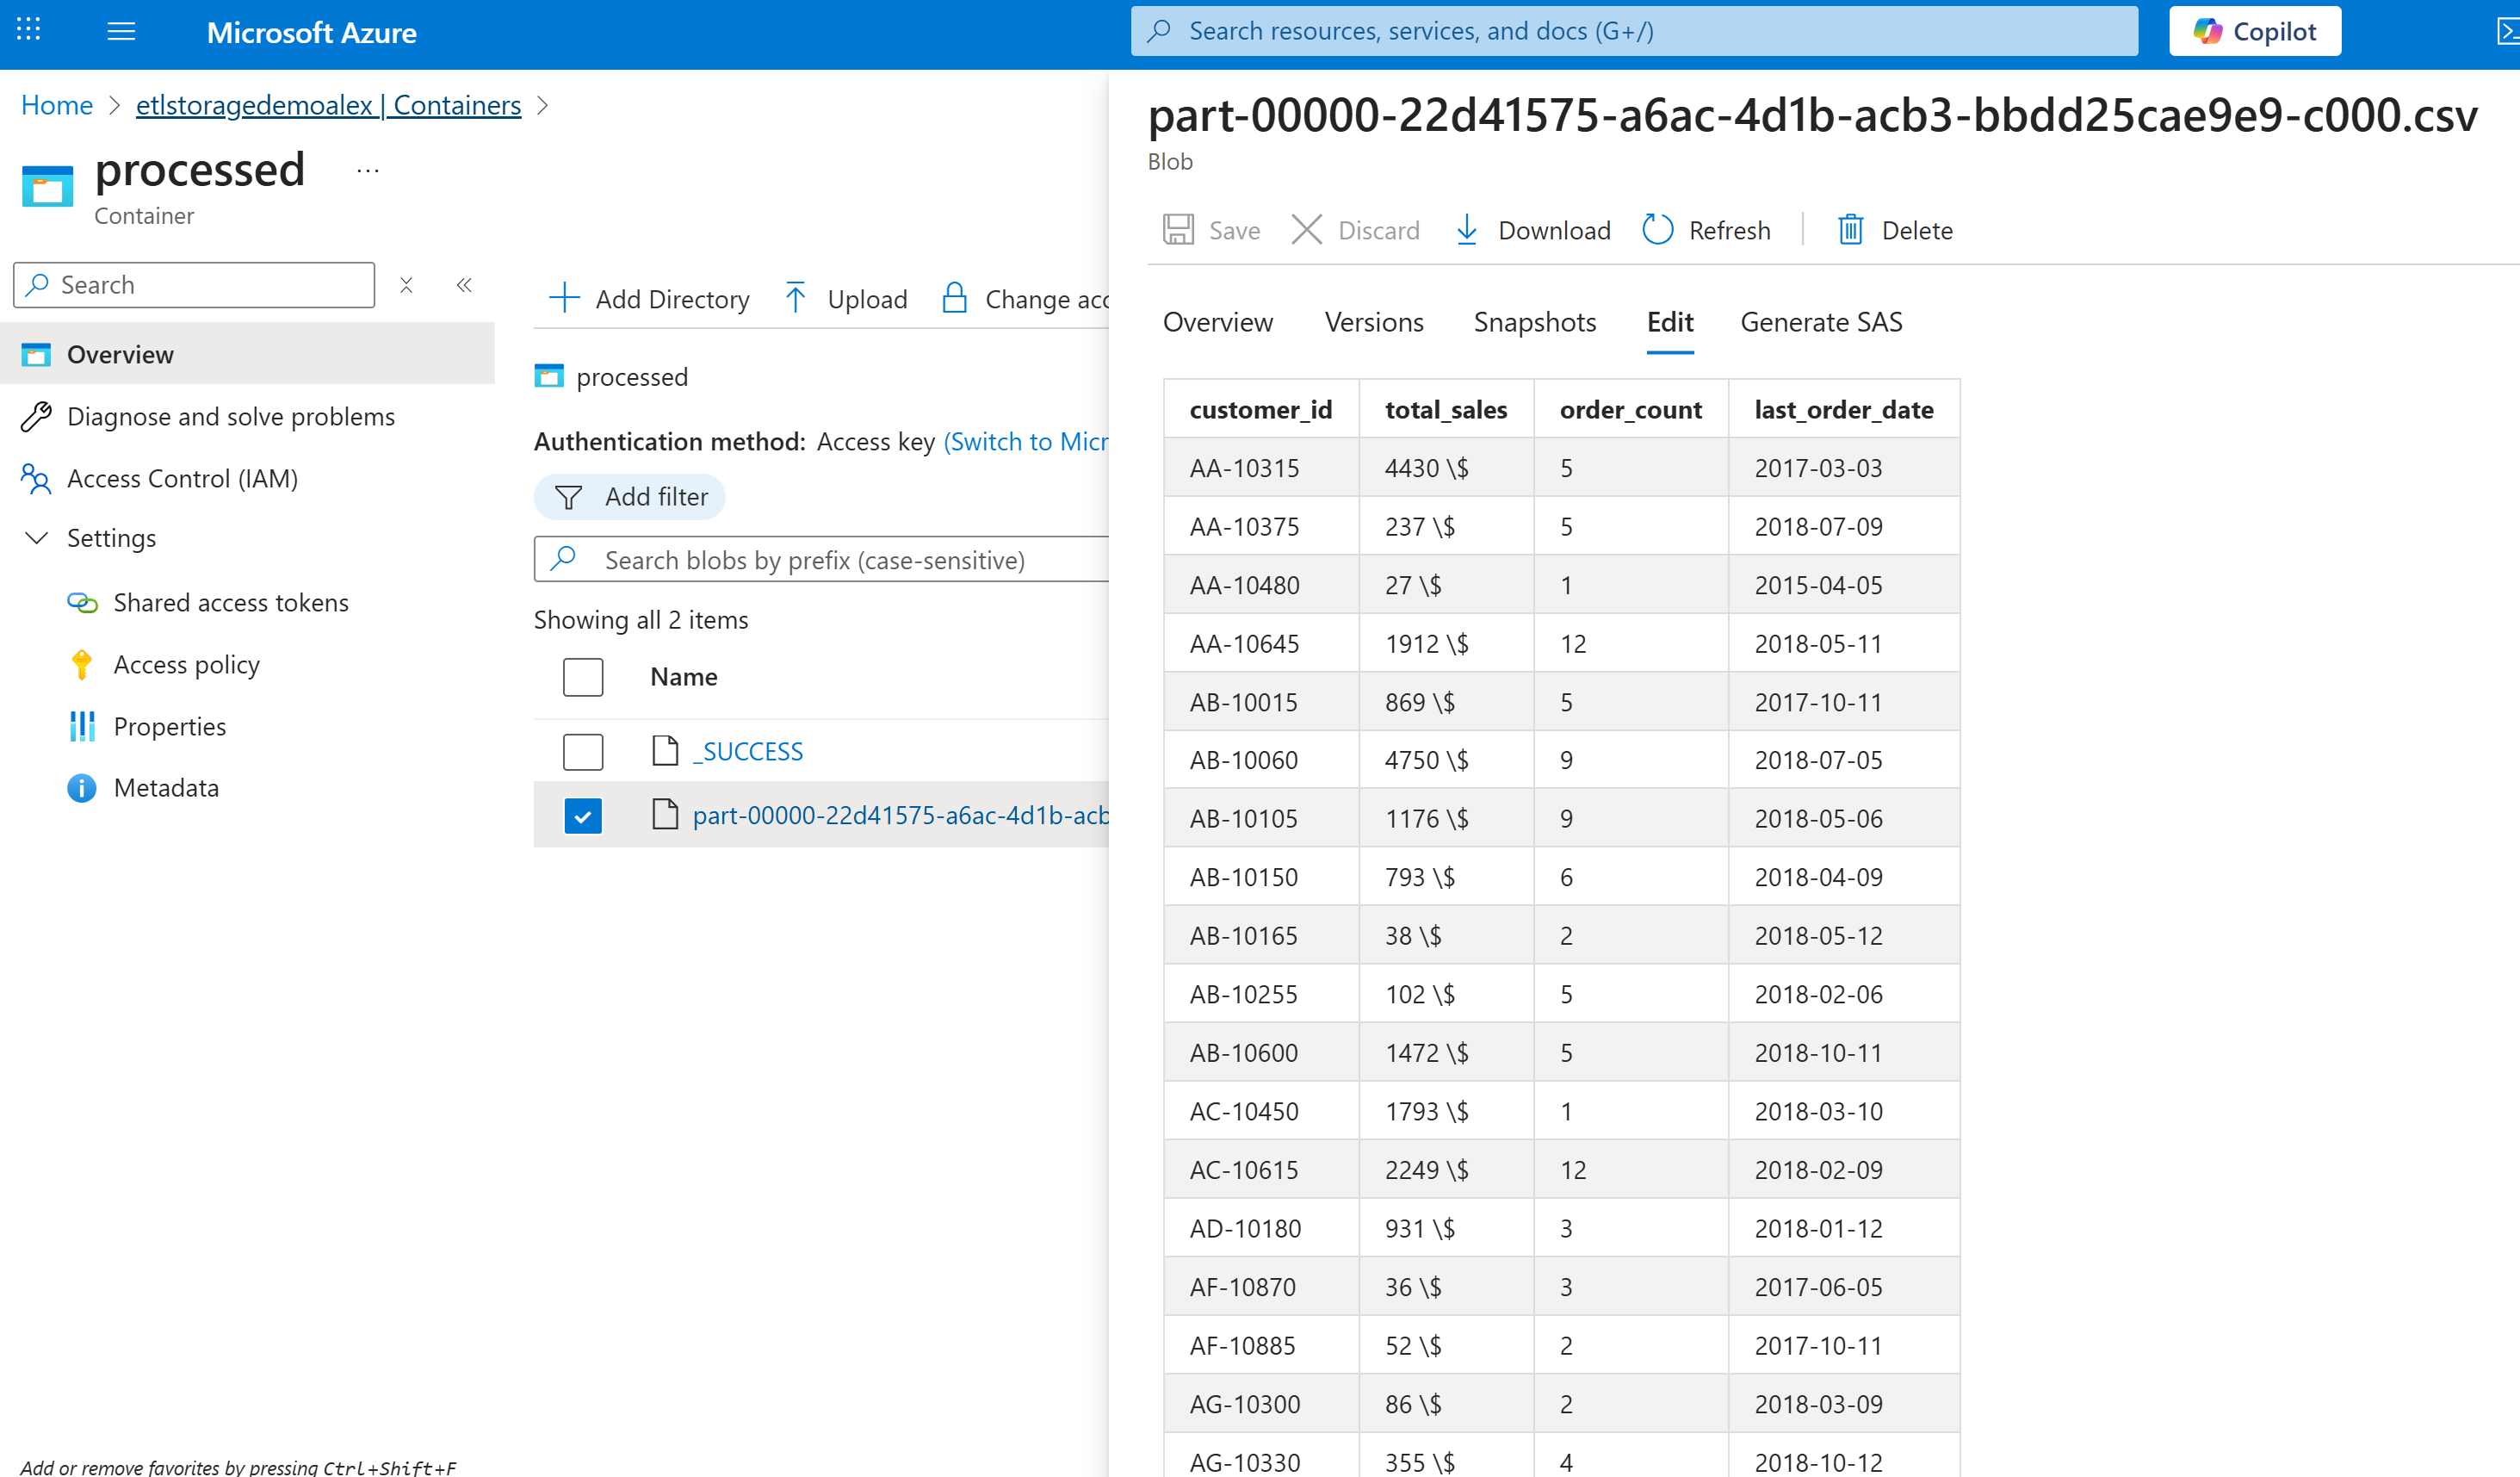 Microsoft Azure
Search resources, services, and docs (G+/)
Copilot
Home > etlstoragedemoalex | Containers >
processed
...
Container
Search
Overview
Diagnose and solve problems
Access Control (IAM)
Settings
Shared access tokens
Access policy
Properties
Metadata
Add or remove favorites by pressing Ctrl+Shift+F
Add Directory Upload Change acc
processed
Authentication method: Access key (Switch to Micr
Add filter
Search blobs by prefix (case-sensitive)
Showing all 2 items
Name
_SUCCESS
part-00000-22d41575-a6ac-4d1b-acb
part-00000-22d41575-a6ac-4d1b-acb3-bbdd25cae9e9-c000.csv
Blob
Save Discard Download Refresh Delete
Overview Versions Snapshots Edit Generate SAS
customer_id total_sales order_count last_order_date
AA-10315 4430 \$ 5 2017-03-03
AA-10375 237 \$ 5 2018-07-09
AA-10480 27 \$ 1 2015-04-05
AA-10645 1912 \$ 12 2018-05-11
AB-10015 869 \$ 5 2017-10-11
AB-10060 4750 \$ 9 2018-07-05
AB-10105 1176 \$ 9 2018-05-06
AB-10150 793 \$ 6 2018-04-09
AB-10165 38 \$ 2 2018-05-12
AB-10255 102 \$ 5 2018-02-06
AB-10600 1472 \$ 5 2018-10-11
AC-10450 1793 \$ 1 2018-03-10
AC-10615 2249 \$ 12 2018-02-09
AD-10180 931 \$ 3 2018-01-12
AF-10870 36 \$ 3 2017-06-05
AF-10885 52 \$ 2 2017-10-11
AG-10300 86 \$ 2 2018-03-09
AG-10330 355 \$ 4 2018-10-12